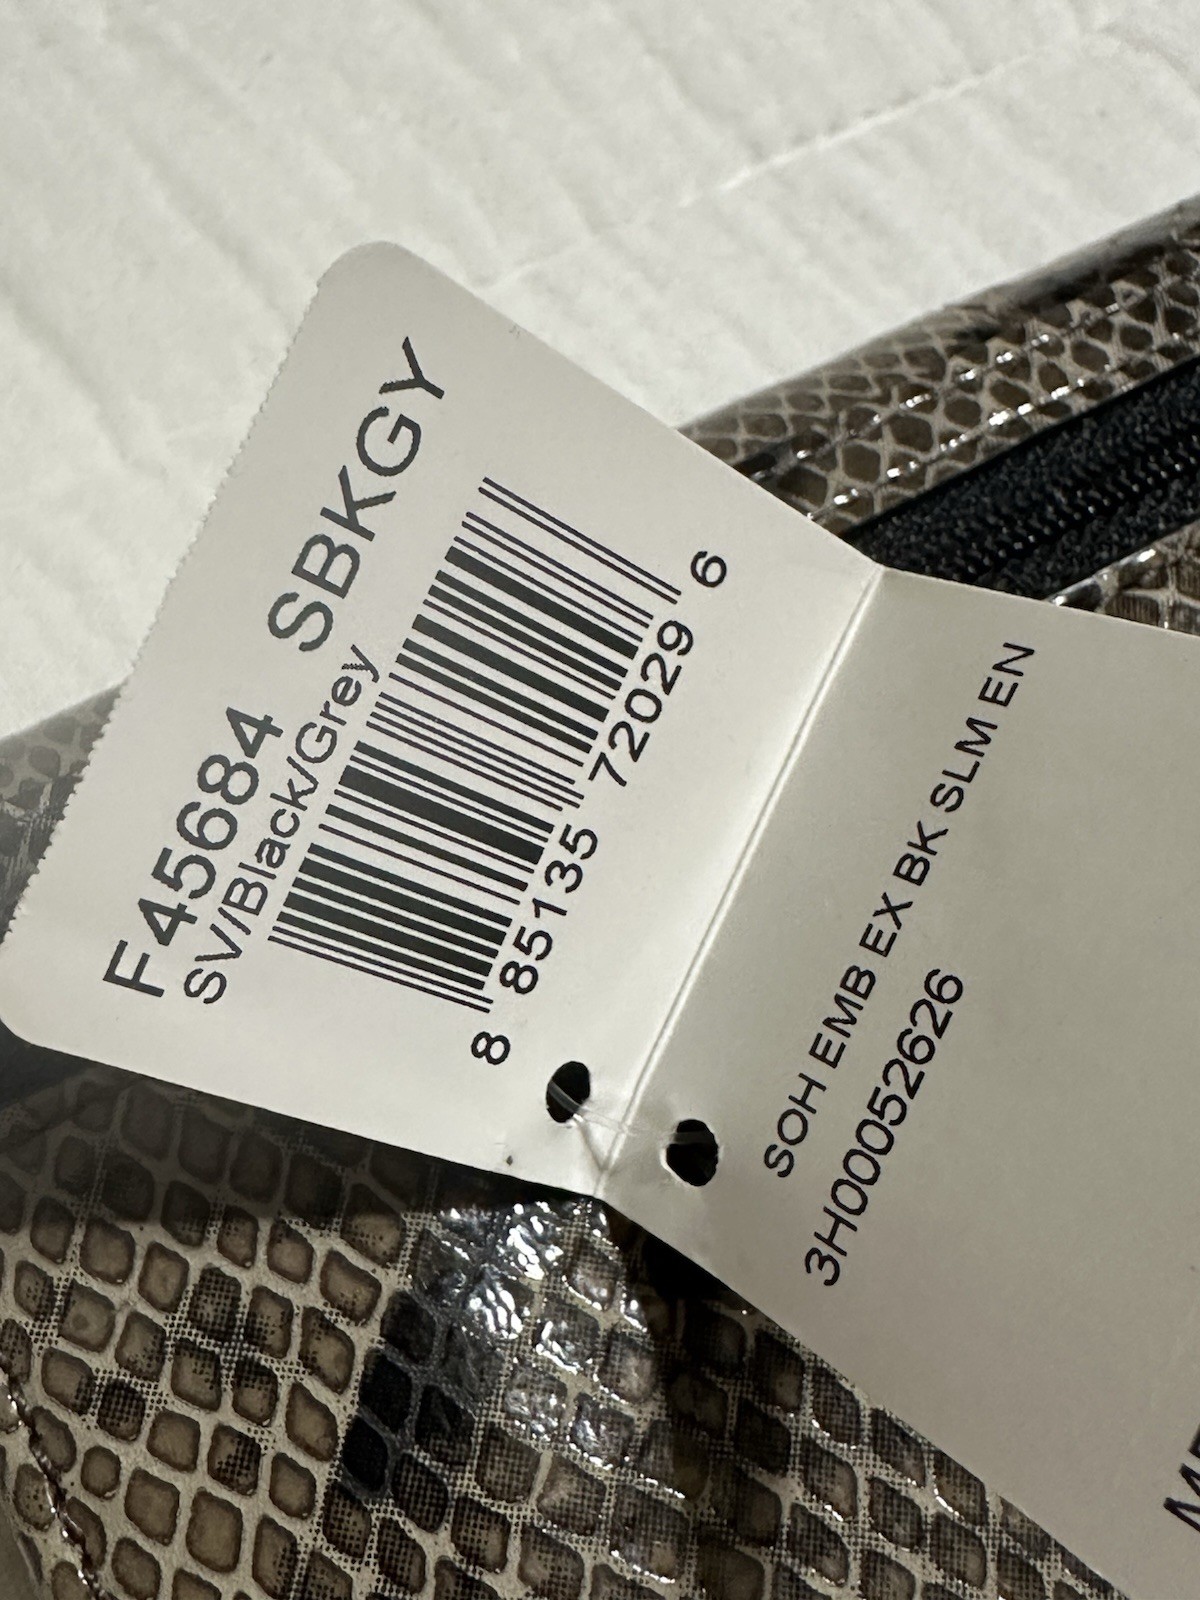 F45684 SBKGY
SV/Black/Grey
8 85135 72029 6
SOH EMB EX BK SLM EN
3H00052626